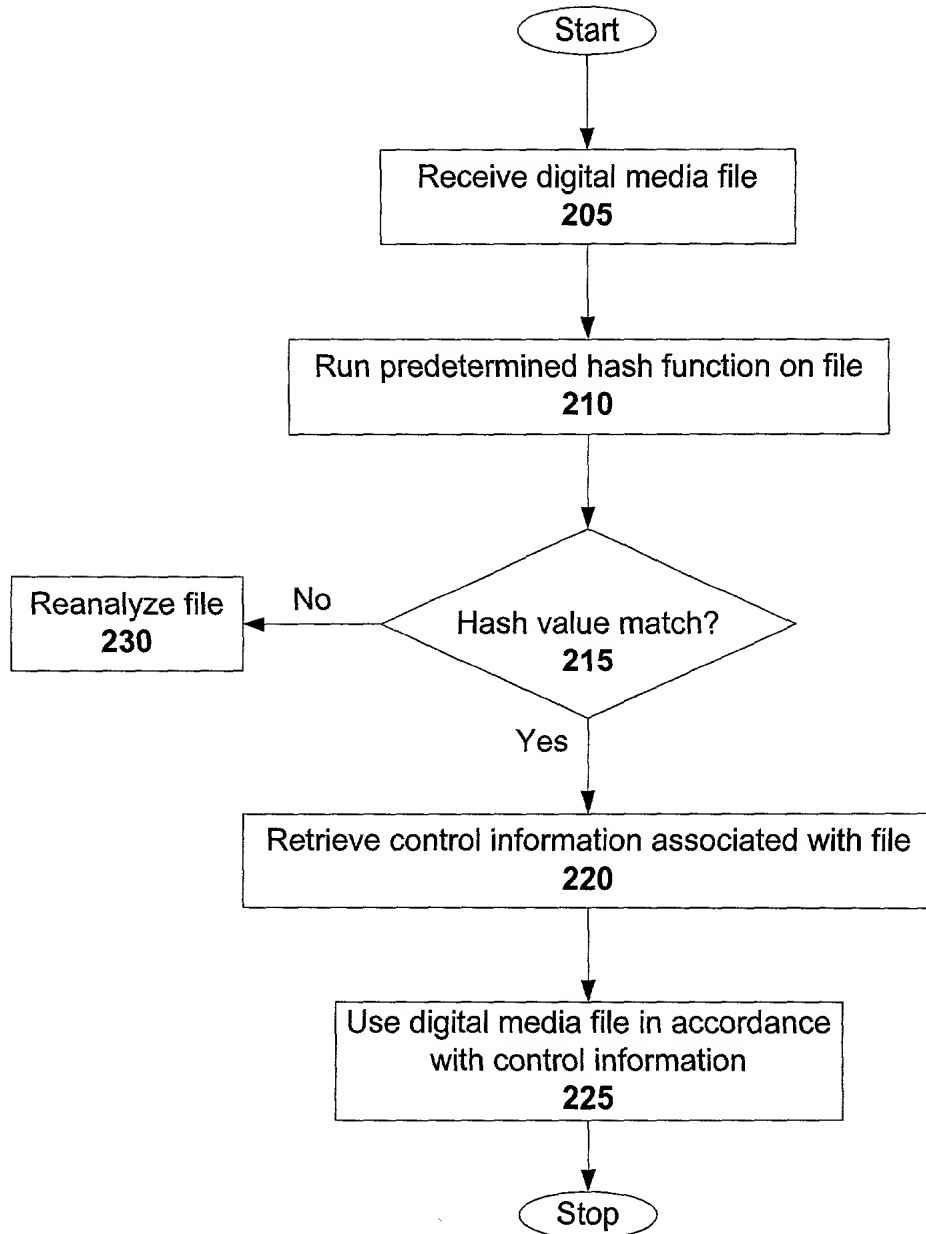 Start
Receive digital media file
205
Run predetermined hash function on file
210
Hash value match?
215
No
Reanalyze file
230
Yes
Retrieve control information associated with file
220
Use digital media file in accordance
with control information
225
Stop